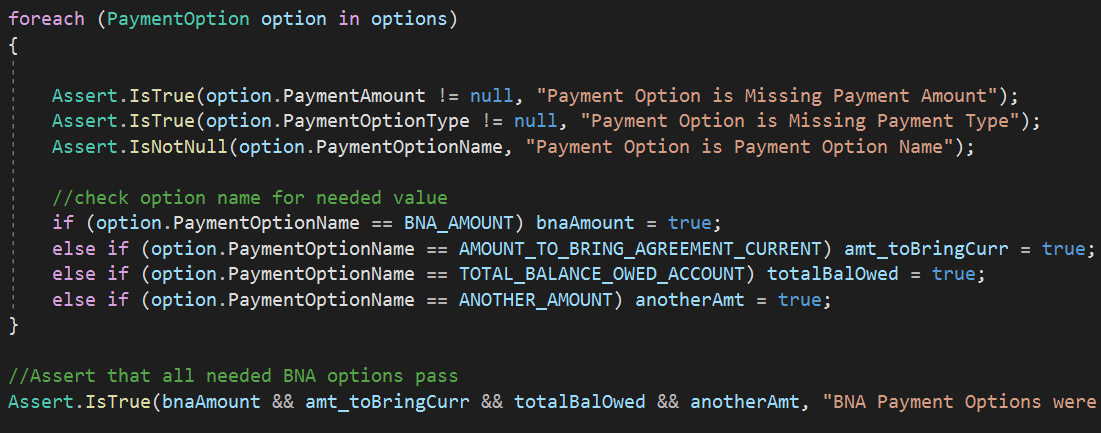 foreach (PaymentOption option in options)
{
Assert.IsTrue(option.PaymentAmount != null, "Payment Option is Missing Payment Amount");
Assert.IsTrue(option.PaymentOptionType != null, "Payment Option is Missing Payment Type");
Assert.IsNotNull(option.PaymentOptionName, "Payment Option is Payment Option Name");
//check option name for needed value
if (option.PaymentOptionName == BNA_AMOUNT) bnaAmount = true;
else if (option.PaymentOptionName == AMOUNT_TO_BRING_AGREEMENT_CURRENT) amt_toBringCurr = true;
else if (option.PaymentOptionName == TOTAL_BALANCE_OWED_ACCOUNT) totalBalOwed = true;
else if (option.PaymentOptionName == ANOTHER_AMOUNT) anotherAmt = true;
}
//Assert that all needed BNA options pass
Assert.IsTrue(bnaAmount && amt_toBringCurr && totalBalOwed && anotherAmt, "BNA Payment Options were